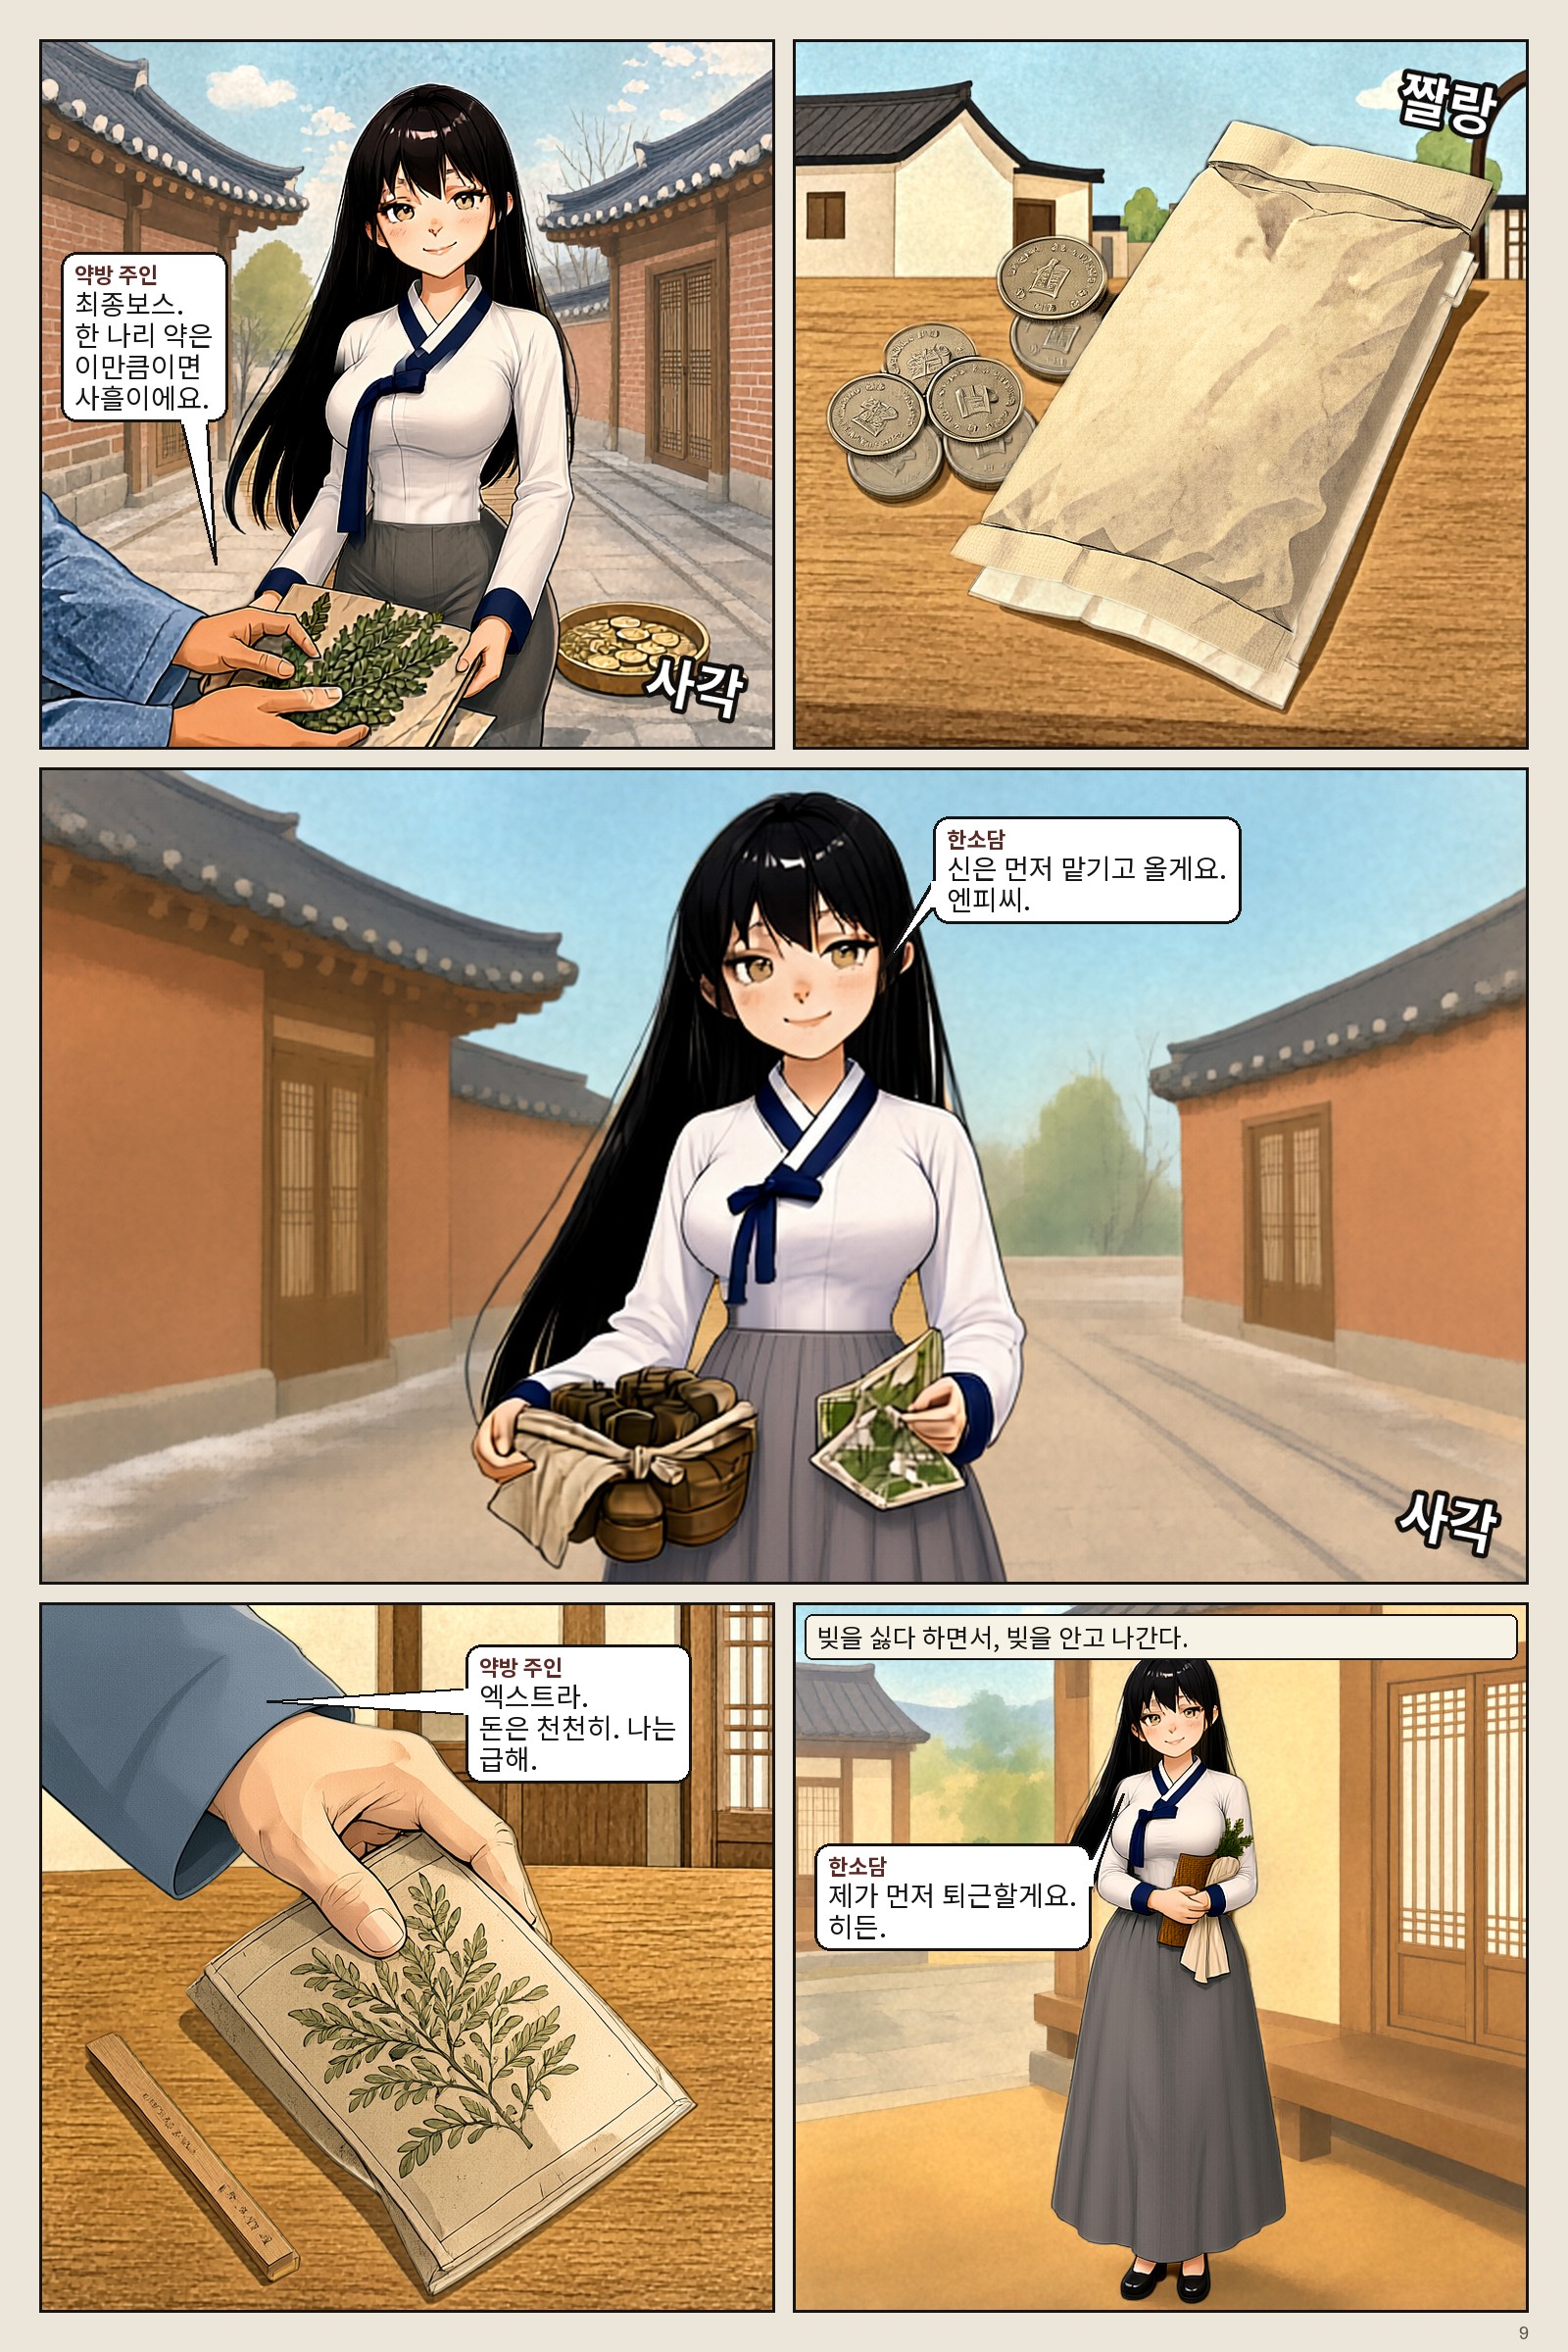 약방 주인
최종보스.
한 나리 약은
이만큼이면
사흘이에요.
사각
짤랑
한소담
신은 먼저 맡기고 올게요.
엔피씨.
사각
약방 주인
엑스트라.
돈은 천천히. 나는
급해.
빚을 싫다 하면서, 빚을 안고 나간다.
한소담
제가 먼저 퇴근할게요.
히든.
9